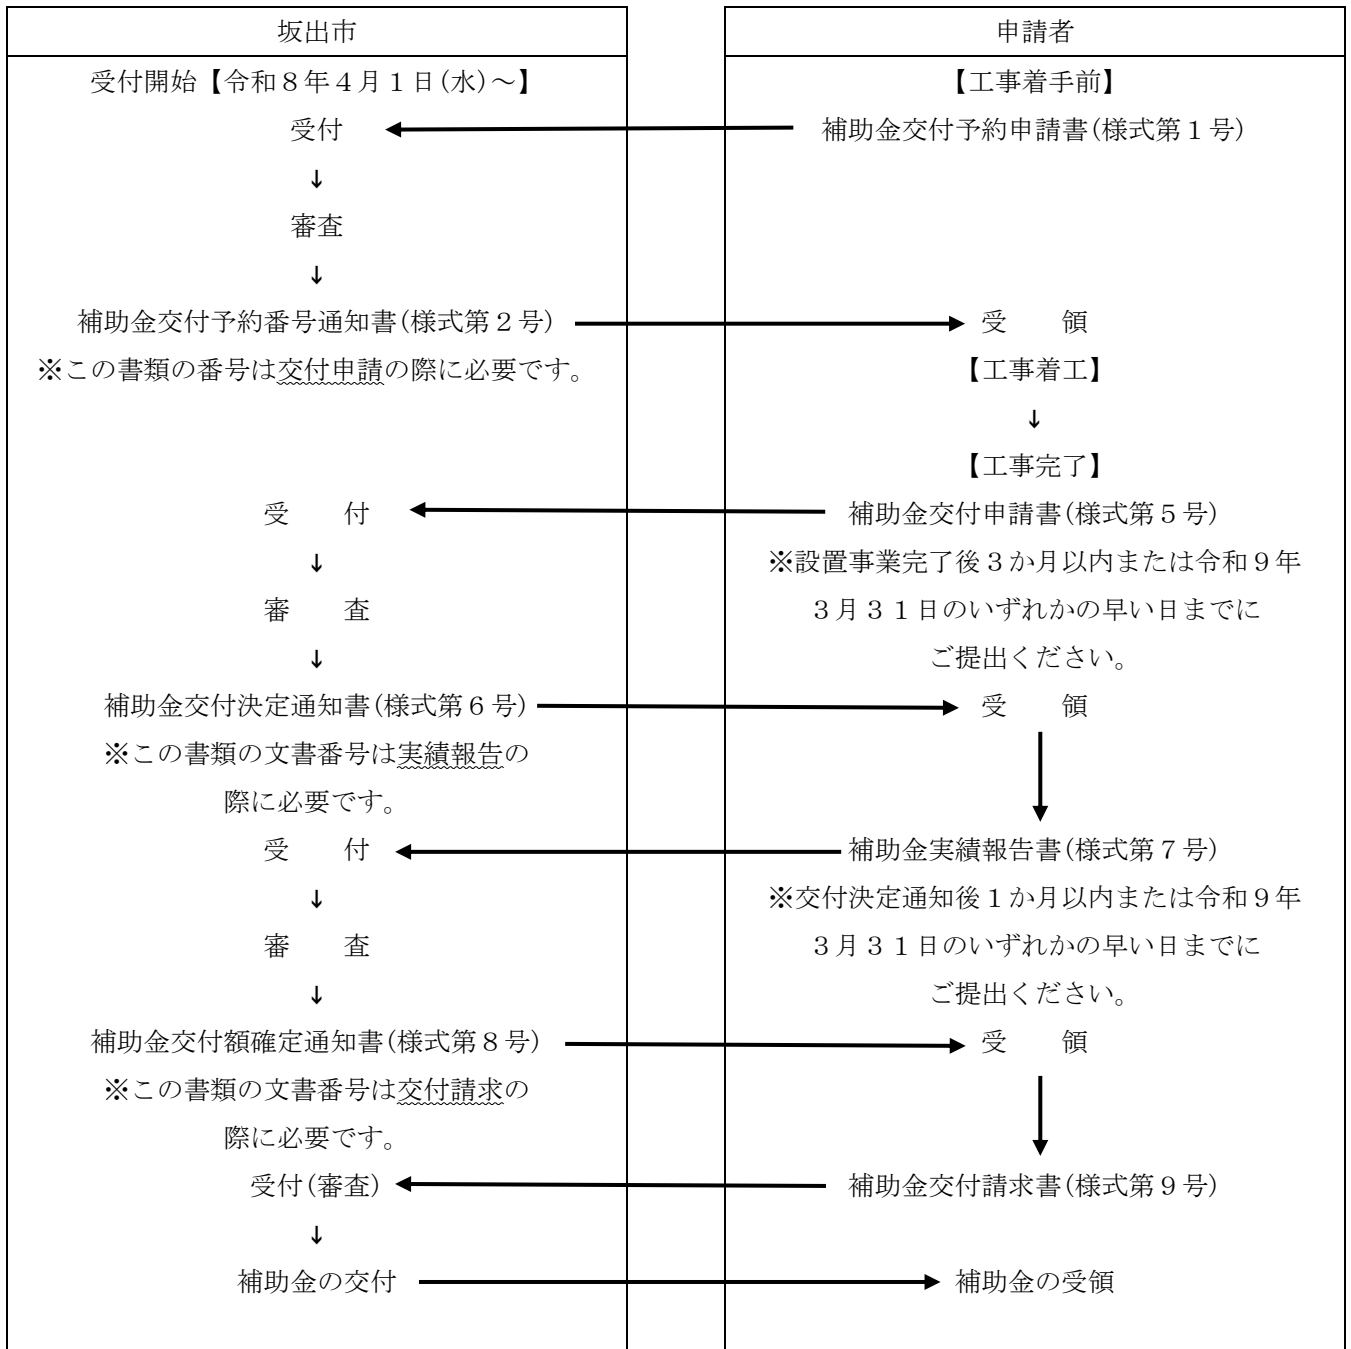 坂出市
受付開始【令和８年４月１日(水)～】
受付
↓
審査
↓
補助金交付予約番号通知書(様式第２号)
※この書類の番号は交付申請の際に必要です。
受　付
↓
審　査
↓
補助金交付決定通知書(様式第６号)
※この書類の文書番号は実績報告の
際に必要です。
受　付
↓
審　査
↓
補助金交付額確定通知書(様式第８号)
※この書類の文書番号は交付請求の
際に必要です。
受付(審査)
↓
補助金の交付
申請者
【工事着手前】
補助金交付予約申請書(様式第１号)
受　領
【工事着工】
↓
【工事完了】
補助金交付申請書(様式第５号)
※設置事業完了後３か月以内または令和９年
３月３１日のいずれかの早い日までに
ご提出ください。
受　領
補助金実績報告書(様式第７号)
※交付決定通知後１か月以内または令和９年
３月３１日のいずれかの早い日までに
ご提出ください。
受　領
補助金交付請求書(様式第９号)
補助金の受領